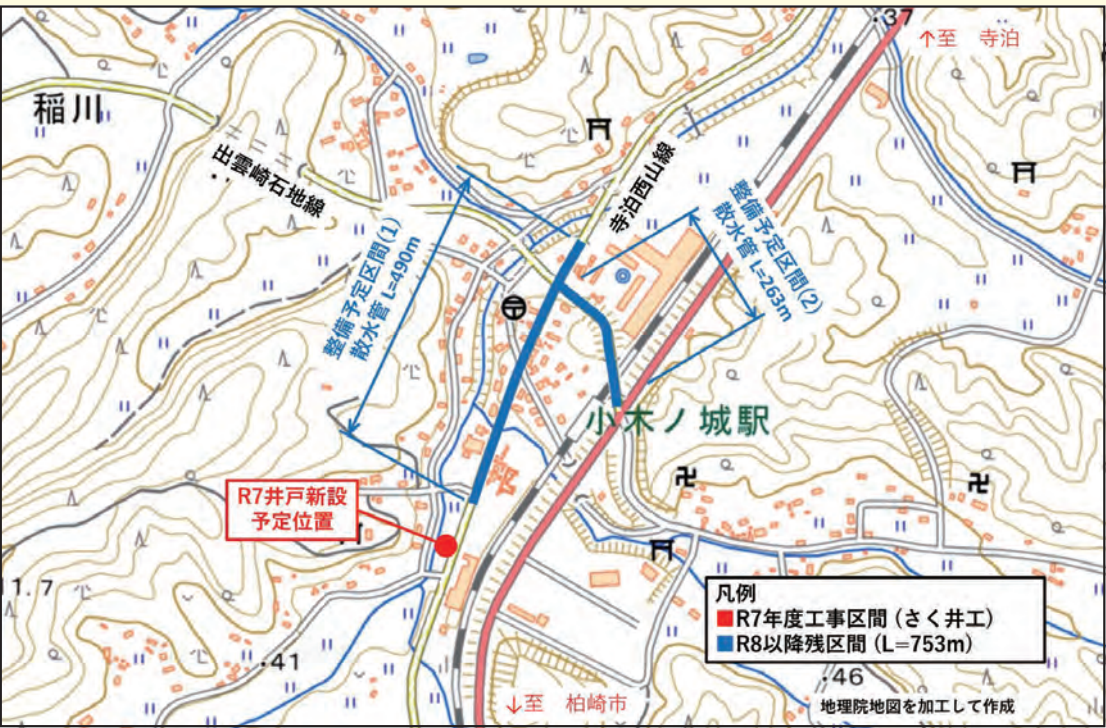 ・37
↑至　寺泊
稲川
出雲崎石地線
寺泊西山線
整備予定区間(1)
散水管 L=490m
整備予定区間(2)
散水管 L=263m
小木ノ城駅
R7井戸新設
予定位置
11.7
・41
凡例
R7年度工事区間 (さく井工)
R8以降残区間 (L=753m)
・46
↓至　柏崎市
地理院地図を加工して作成